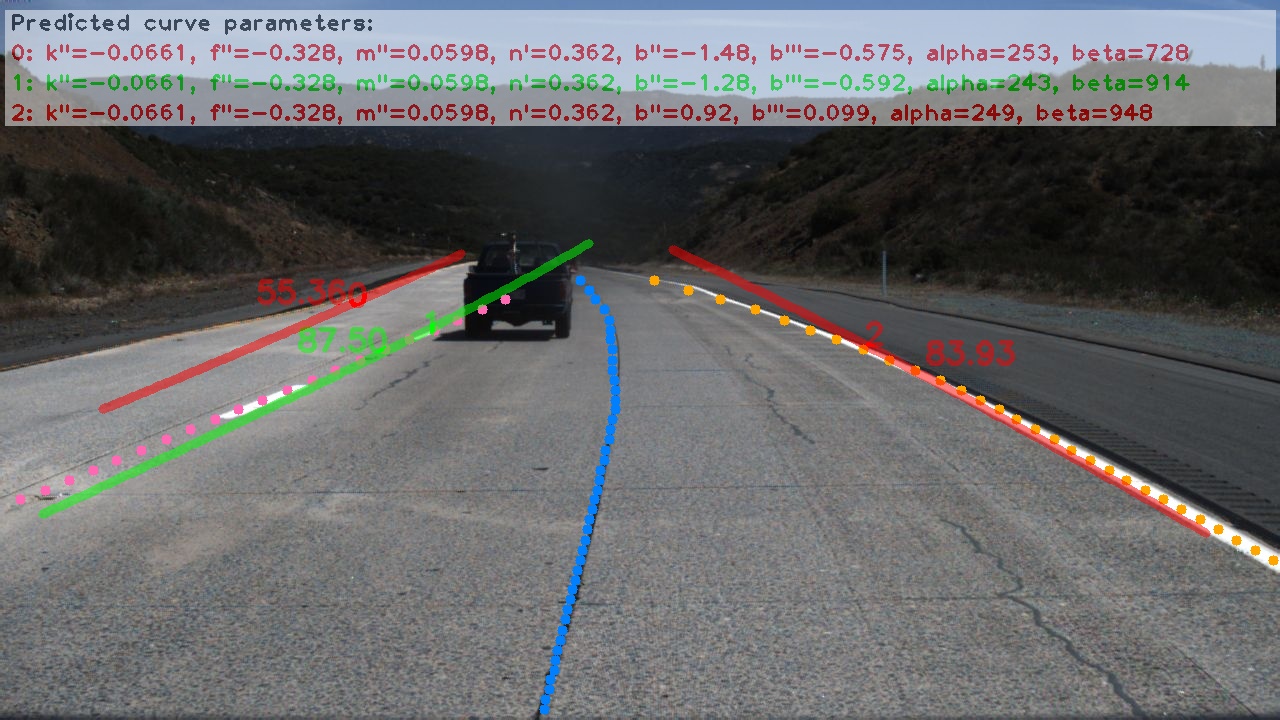 Predicted curve parameters:
0: k''=-0.0661, f''=-0.328, m''=0.0598, n'=0.362, b''=-1.48, b'''=-0.575, alpha=253, beta=728
1: k''=-0.0661, f''=-0.328, m''=0.0598, n'=0.362, b''=-1.28, b'''=-0.592, alpha=243, beta=914
2: k''=-0.0661, f''=-0.328, m''=0.0598, n'=0.362, b''=0.92, b'''=0.099, alpha=249, beta=948
55.36
0
87.50
1
2
83.93